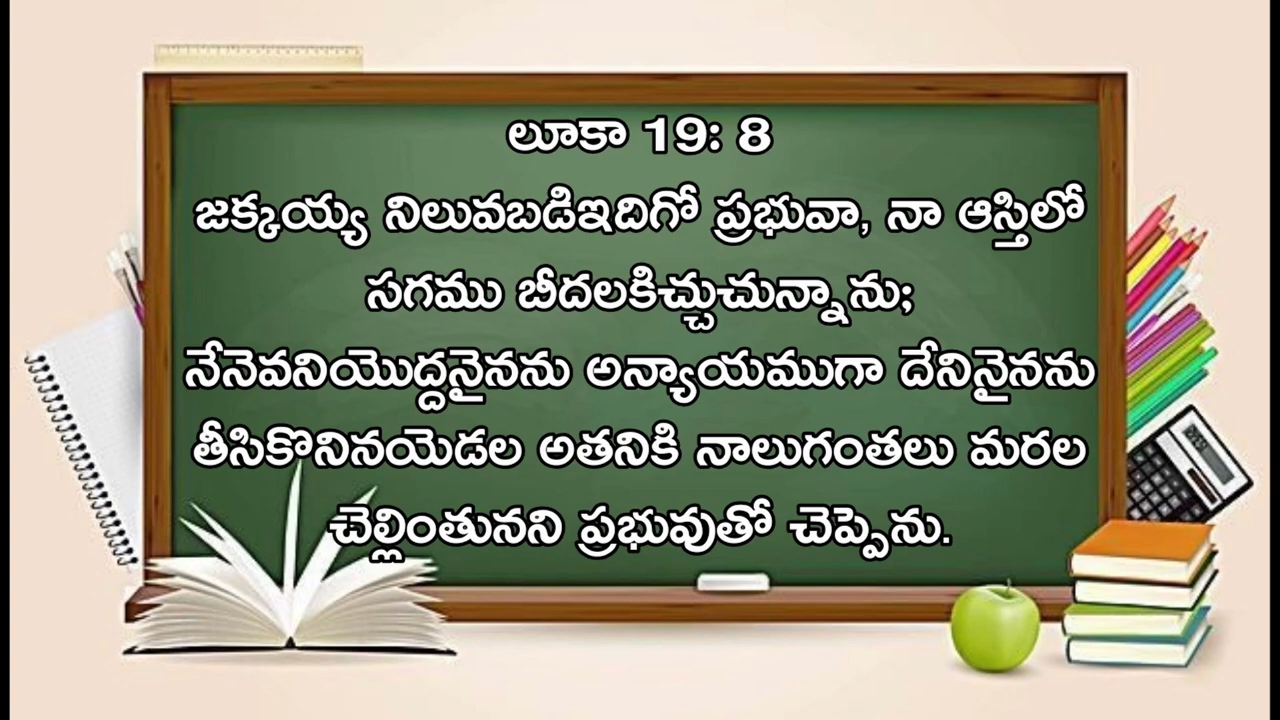 లూకా 19: 8
జక్కయ్య నిలువబడిఇదిగో ప్రభువా, నా ఆస్తిలో
సగము బీదలకిచ్చుచున్నాను;
నేనెవనియొద్దనైనను అన్యాయముగా దేనినైనను
తీసికొనినయెడల అతనికి నాలుగంతలు మరల
చెల్లింతునని ప్రభువుతో చెప్పెను.